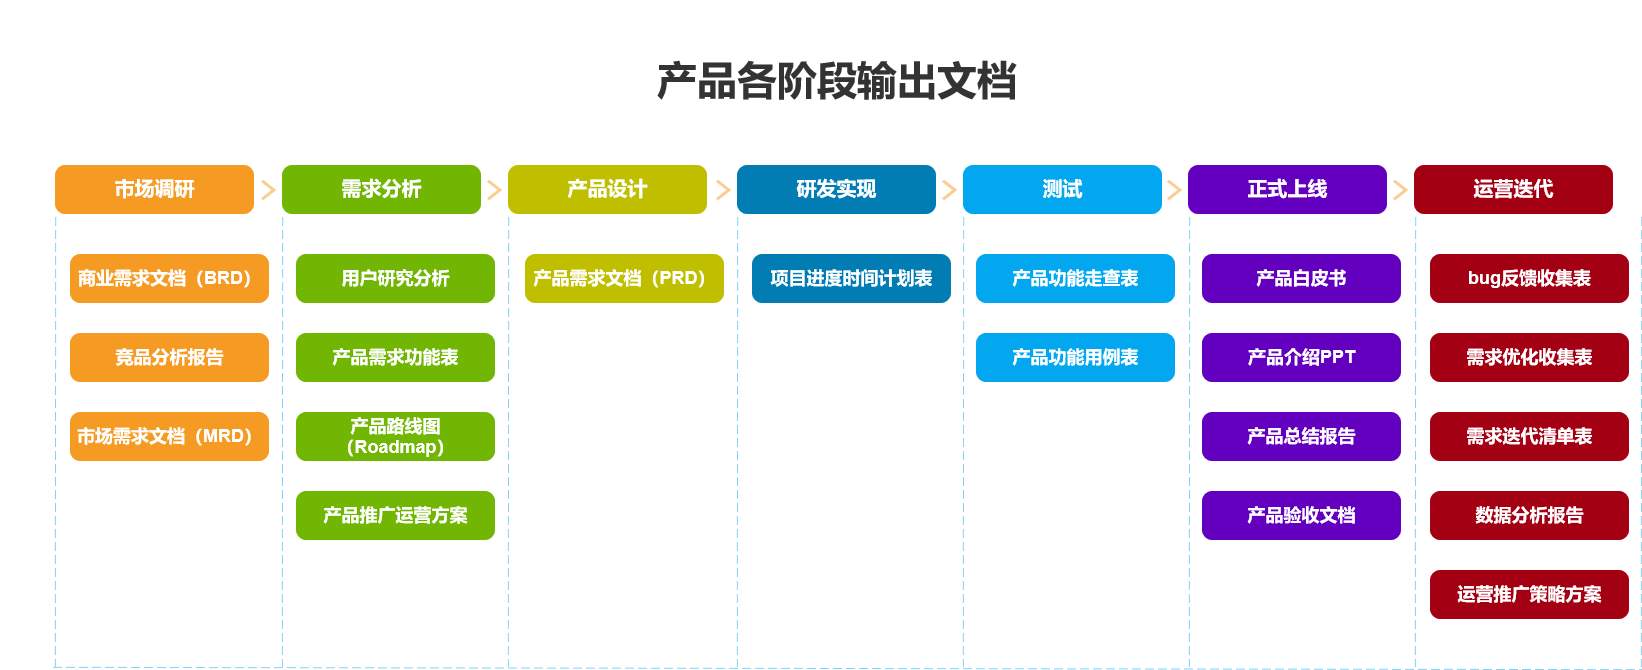 产品各阶段输出文档
市场调研
需求分析
产品设计
研发实现
测试
正式上线
运营迭代
商业需求文档（BRD）
用户研究分析
产品需求文档（PRD）
项目进度时间计划表
产品功能走查表
产品白皮书
bug反馈收集表
竞品分析报告
产品需求功能表
产品功能用例表
产品介绍PPT
需求优化收集表
市场需求文档（MRD）
产品路线图
（Roadmap）
产品总结报告
需求迭代清单表
产品推广运营方案
产品验收文档
数据分析报告
运营推广策略方案